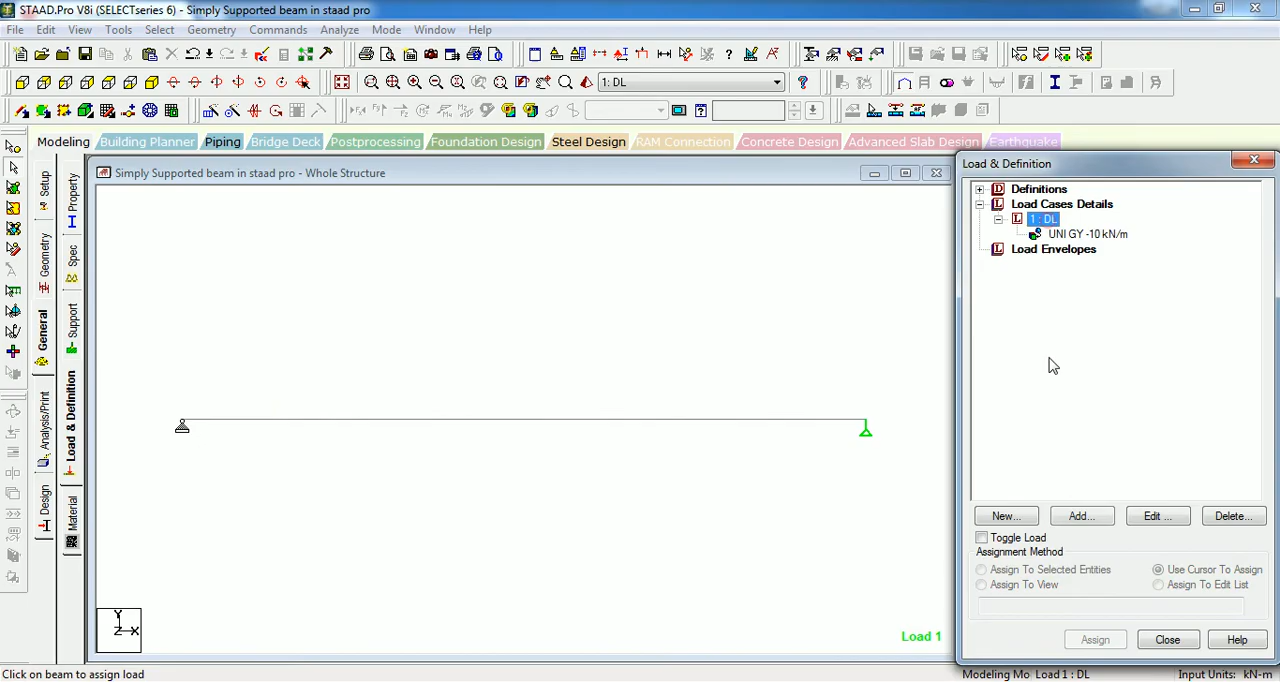 STAAD.Pro V8i (SELECTseries 6) - Simply Supported beam in staad pro
File Edit View Tools Select Geometry Commands Analyze Mode Window Help
1: DL
Modeling Building Planner Piping Bridge Deck Postprocessing Foundation Design Steel Design RAM Connection Concrete Design Advanced Slab Design Earthquake
Simply Supported beam in staad pro - Whole Structure
Setup
Geometry
General
Analysis/Print
Design
Property
Spec
Support
Load & Definition
Material
Load 1
Y
Z X
Load & Definition
Definitions
Load Cases Details
1 : DL
UNI GY -10 kN/m
Load Envelopes
New... Add... Edit ... Delete...
Toggle Load
Assignment Method
Assign To Selected Entities Use Cursor To Assign
Assign To View Assign To Edit List
Assign Close Help
Click on beam to assign load Modeling Mo Load 1 : DL Input Units: kN-m